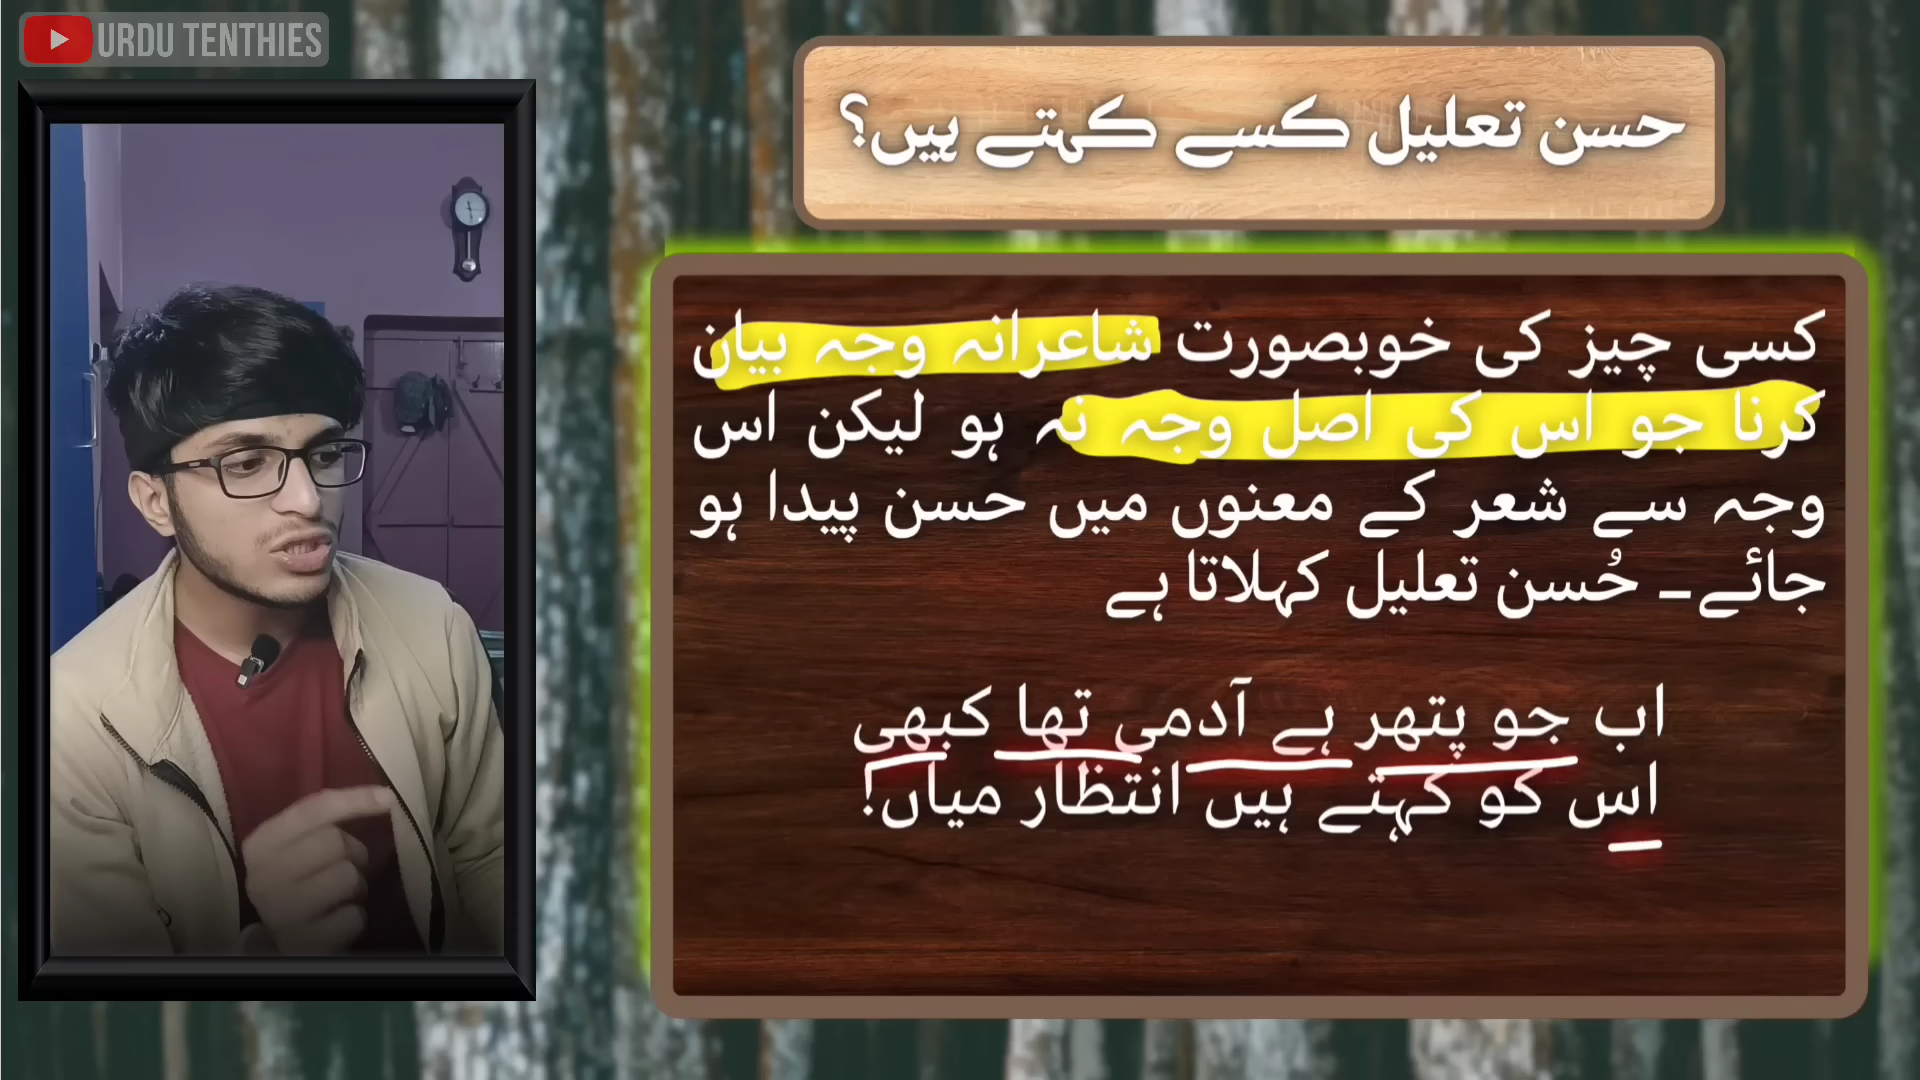 URDU TENTHIES
حسن تعلیل کسے کہتے ہیں؟
کسی چیز کی خوبصورت شاعرانہ وجہ بیان
کرنا جو اس کی اصل وجہ نہ ہو لیکن اس
وجہ سے شعر کے معنوں میں حسن پیدا ہو
جائے۔ حُسن تعلیل کہلاتا ہے
اب جو پتھر ہے آدمی تھا کبھی
اس کو کہتے ہیں انتظار میاں!